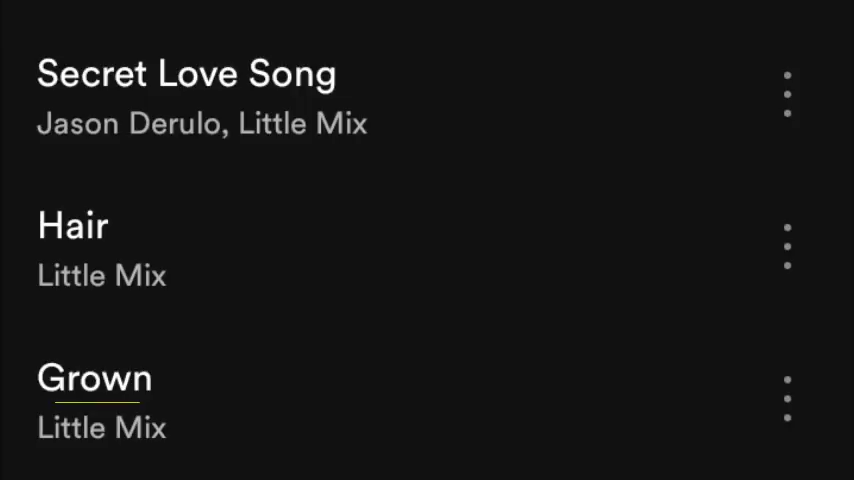 Secret Love Song
Jason Derulo, Little Mix
Hair
Little Mix
Grown
Little Mix